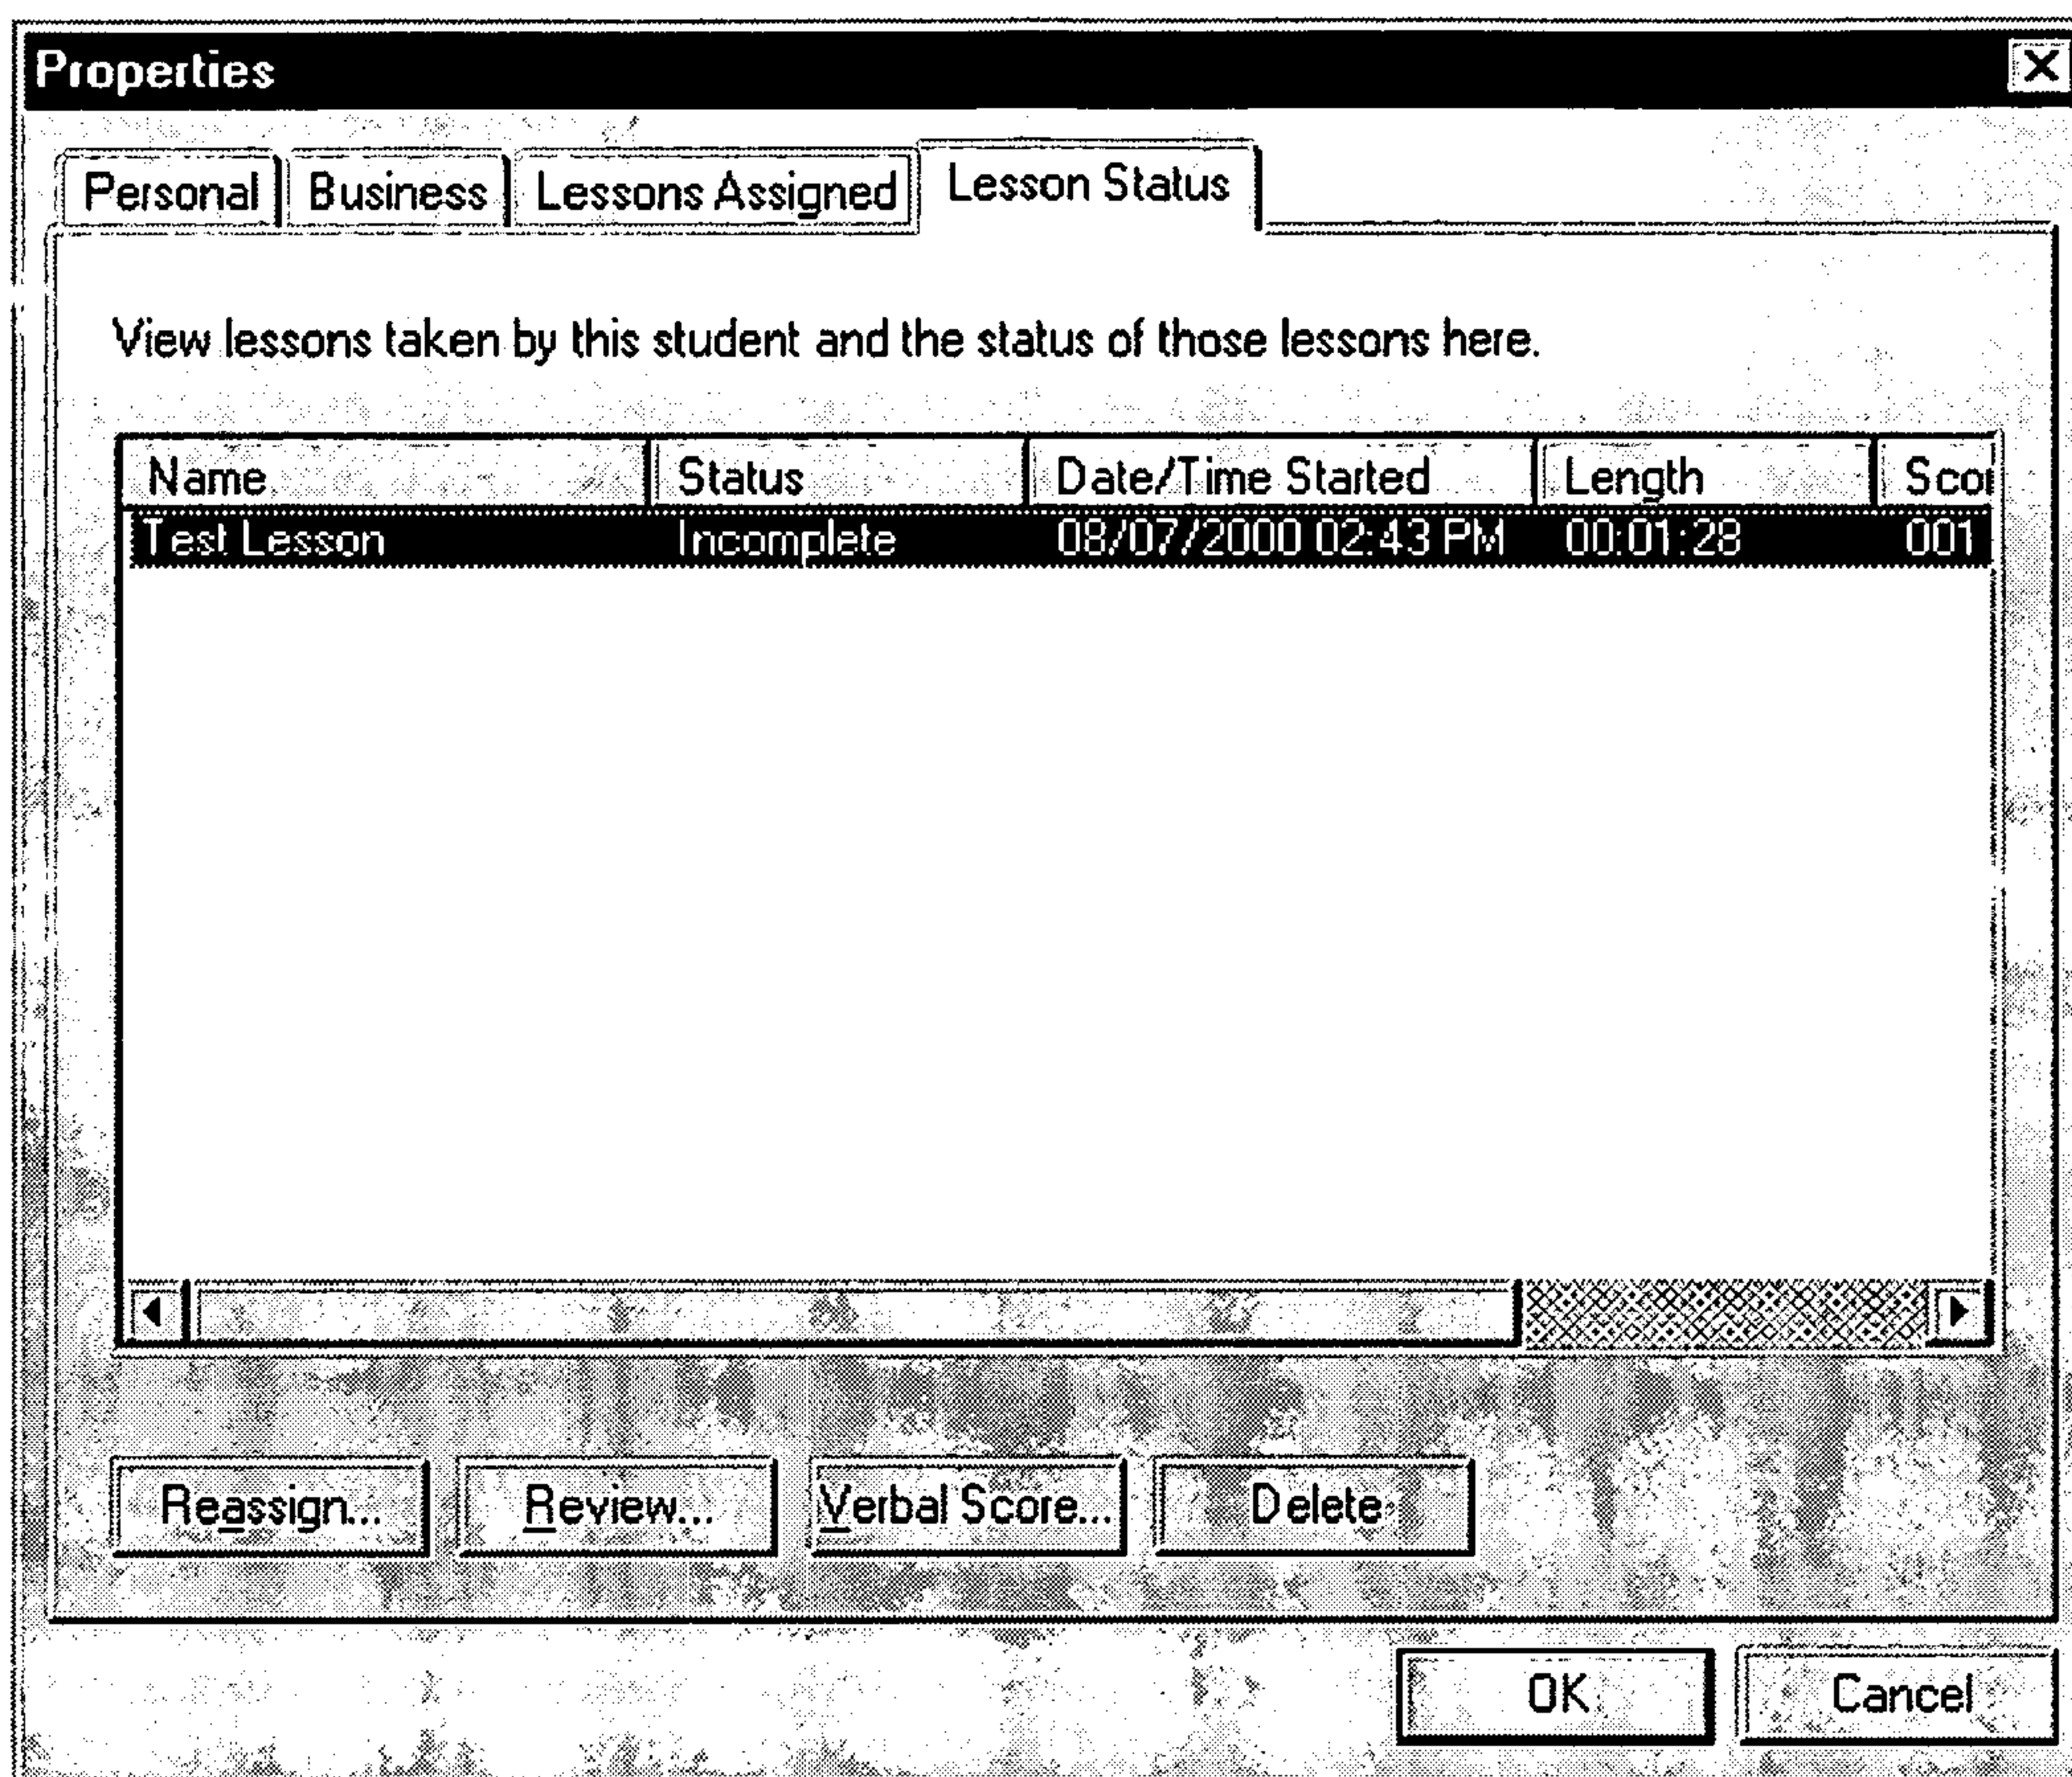 Properties
Personal Business Lessons Assigned Lesson Status
View lessons taken by this student and the status of those lessons here.
Name Status Date/Time Started Length Scor
Test Lesson Incomplete 08/07/2000 02:43 PM 00:01:28 001
Reassign... Review... Verbal Score... Delete
OK Cancel